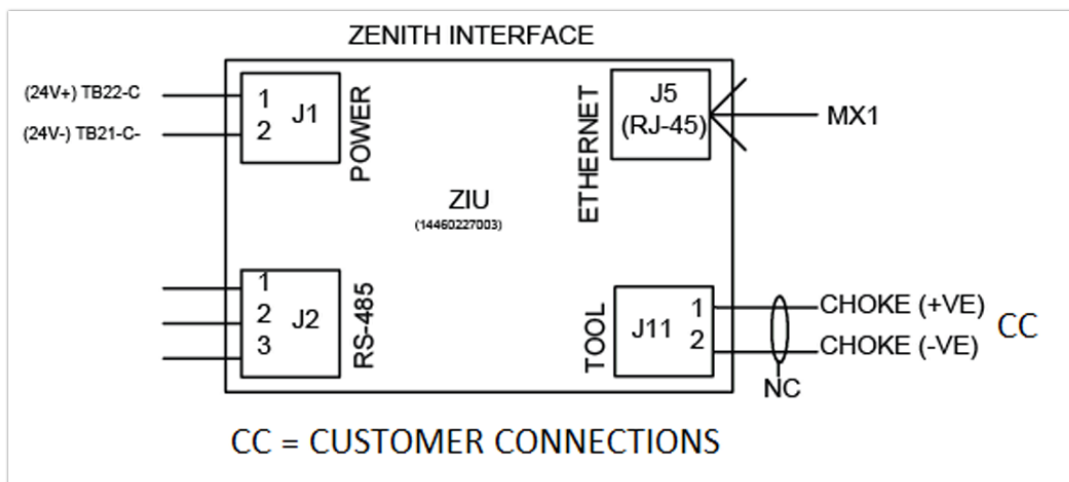 ZENITH INTERFACE
(24V+) TB22-C
1
(24V-) TB21-C-
2
J1
POWER
ETHERNET
J5
(RJ-45)
MX1
ZIU
(14460227003)
1
2
3
J2
RS-485
TOOL
J11
1
2
CHOKE (+VE)
CHOKE (-VE)
CC
NC
CC = CUSTOMER CONNECTIONS